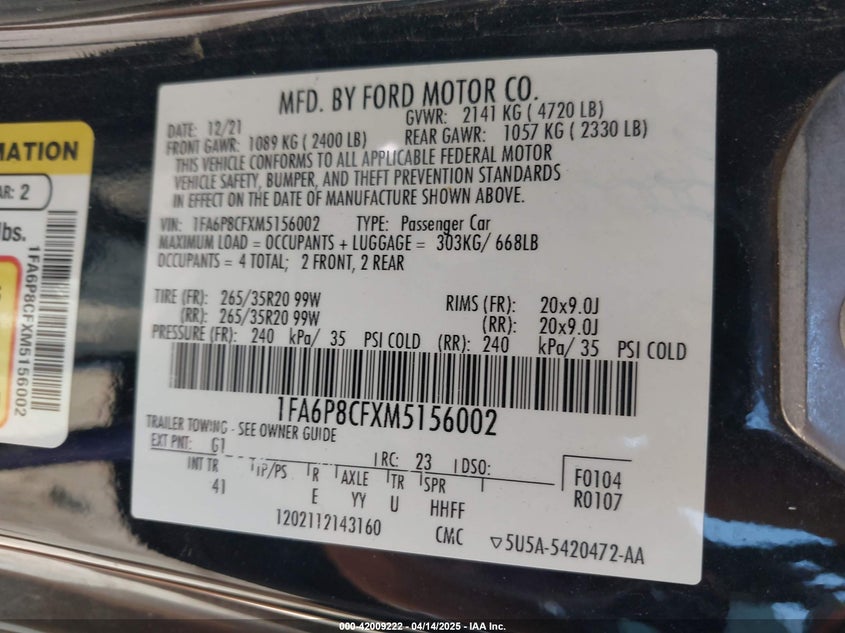 MFD. BY FORD MOTOR CO.
DATE: 12/21
GVWR: 2141 KG ( 4720 LB)
FRONT GAWR: 1089 KG ( 2400 LB)
REAR GAWR: 1057 KG ( 2330 LB)
THIS VEHICLE CONFORMS TO ALL APPLICABLE FEDERAL MOTOR
VEHICLE SAFETY, BUMPER, AND THEFT PREVENTION STANDARDS
IN EFFECT ON THE DATE OF MANUFACTURE SHOWN ABOVE.
VIN: 1FA6P8CFXM5156002 TYPE: Passenger Car
MAXIMUM LOAD = OCCUPANTS + LUGGAGE = 303KG/ 668LB
OCCUPANTS = 4 TOTAL; 2 FRONT, 2 REAR
TIRE (FR): 265/35R20 99W RIMS (FR): 20x9.0J
(RR): 265/35R20 99W (RR): 20x9.0J
PRESSURE (FR): 240 kPa/ 35 PSI COLD (RR): 240 kPa/ 35 PSI COLD
1FA6P8CFXM5156002
TRAILER TOWING - SEE OWNER GUIDE
EXT PNT: G1 RC: 23 DSO:
INT TR TP/PS R AXLE TR SPR
41 E YY U HHFF
F0104
R0107
1202112143160 CMC 5U5A-5420472-AA
MATION
AR: 2
lbs.
1FA6P8CFXM5156002
000-42009222 - 04/14/2025 - IAA Inc.